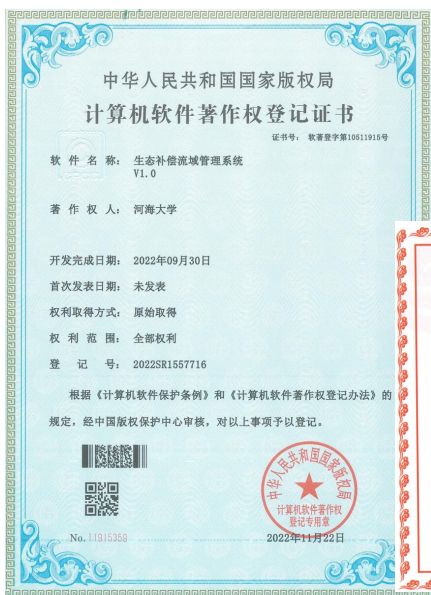 中华人民共和国国家版权局
计算机软件著作权登记证书
证书号： 软著登字第10511915号
软件名称： 生态补偿流域管理系统
V1.0
著作权人： 河海大学
开发完成日期： 2022年09月30日
首次发表日期： 未发表
权利取得方式： 原始取得
权利范围： 全部权利
登记号： 2022SR1557716
根据《计算机软件保护条例》和《计算机软件著作权登记办法》的
规定，经中国版权保护中心审核，对以上事项予以登记。
中华人民共和国国家版权局
计算机软件著作权
登记专用章
No. 11915359
2022年11月22日